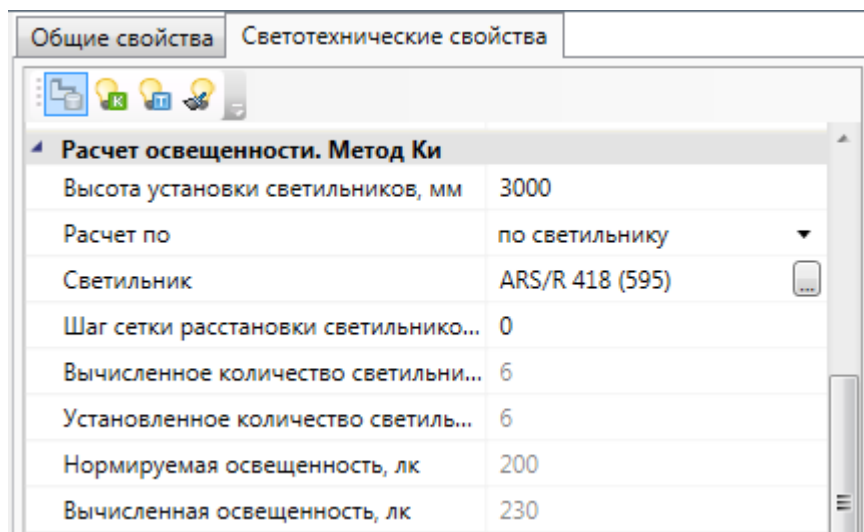 Общие свойства Светотехнические свойства
К Т
Расчет освещенности. Метод Ки
Высота установки светильников, мм 3000
Расчет по по светильнику
Светильник ARS/R 418 (595) ...
Шаг сетки расстановки светильнико... 0
Вычисленное количество светильни... 6
Установленное количество светиль... 6
Нормируемая освещенность, лк 200
Вычисленная освещенность, лк 230